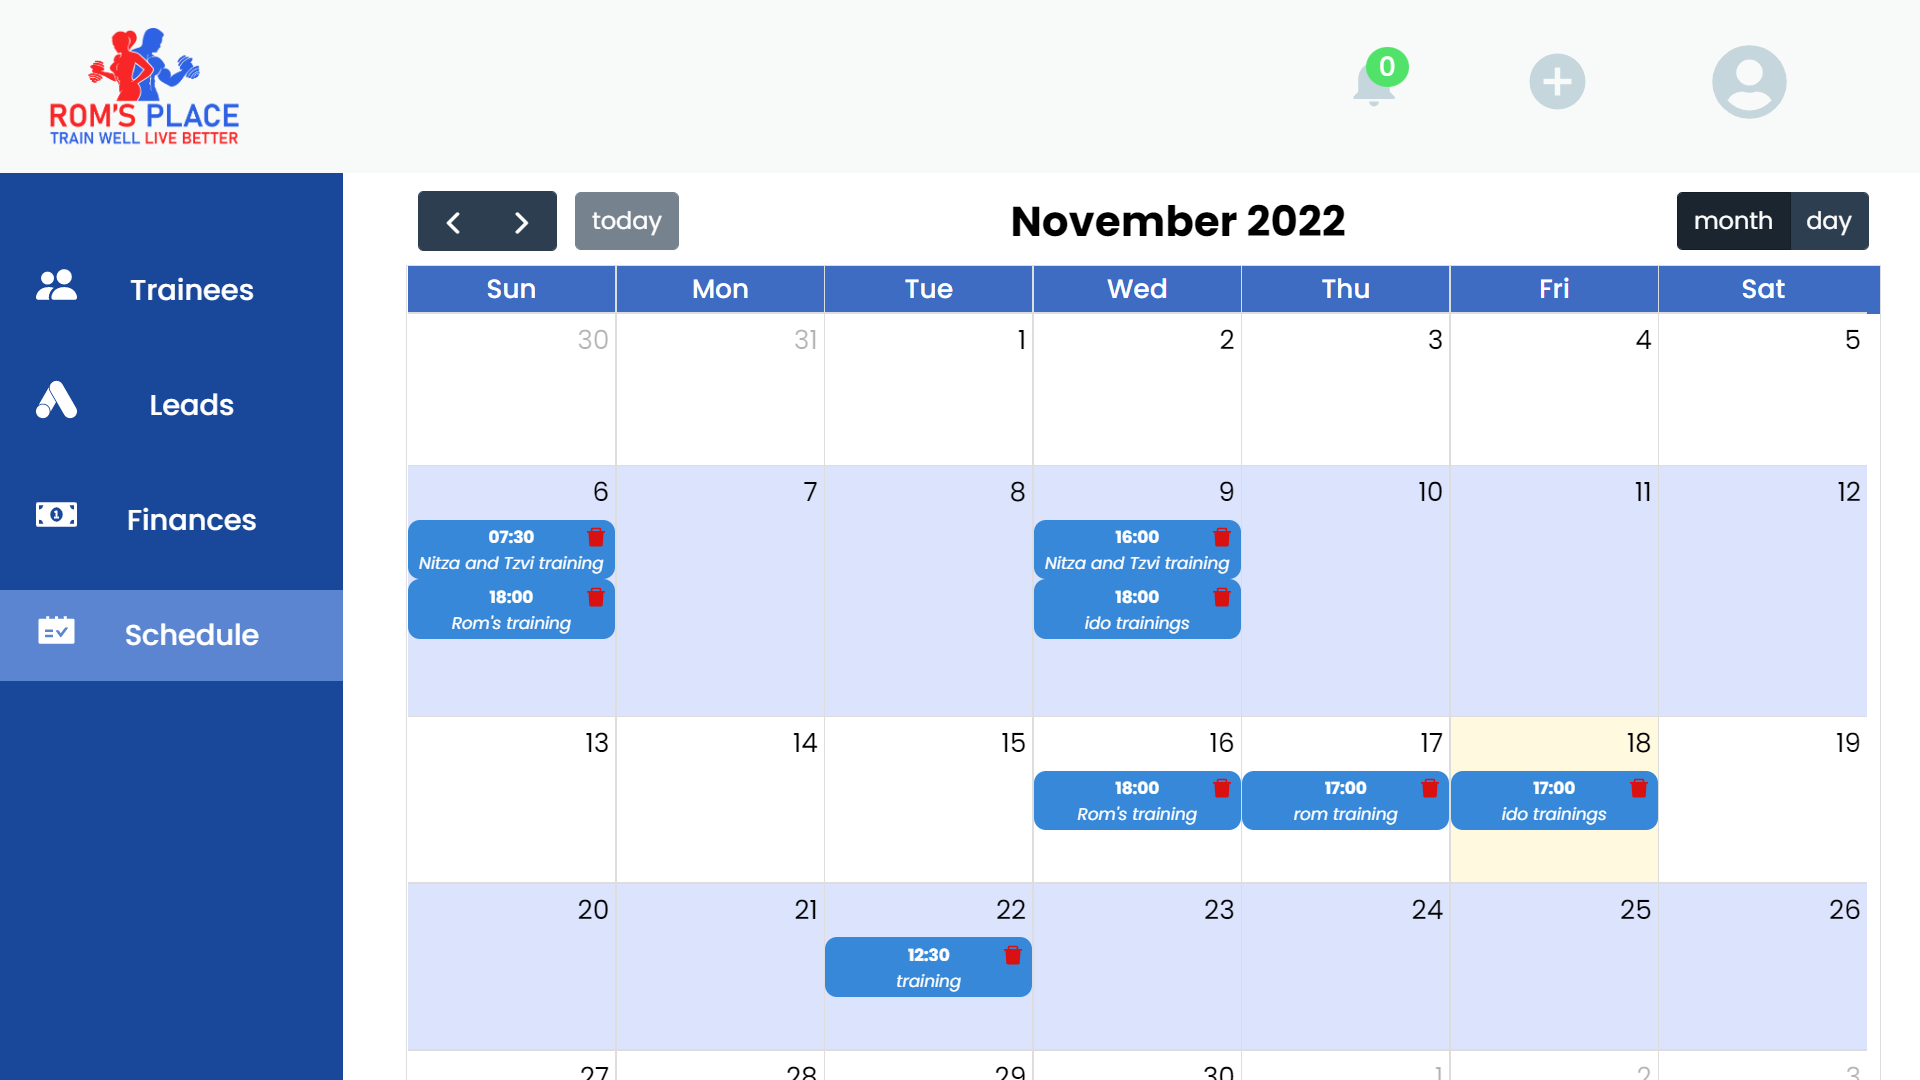 ROM'S PLACE
TRAIN WELL LIVE BETTER
0
Trainees
Leads
Finances
Schedule
today
November 2022
month day
Sun Mon Tue Wed Thu Fri Sat
30 31 1 2 3 4 5
6 7 8 9 10 11 12
07:30
Nitza and Tzvi training
18:00
Rom's training
16:00
Nitza and Tzvi training
18:00
ido trainings
13 14 15 16 17 18 19
18:00
Rom's training
17:00
rom training
17:00
ido trainings
20 21 22 23 24 25 26
12:30
training
27 28 29 30 1 2 3